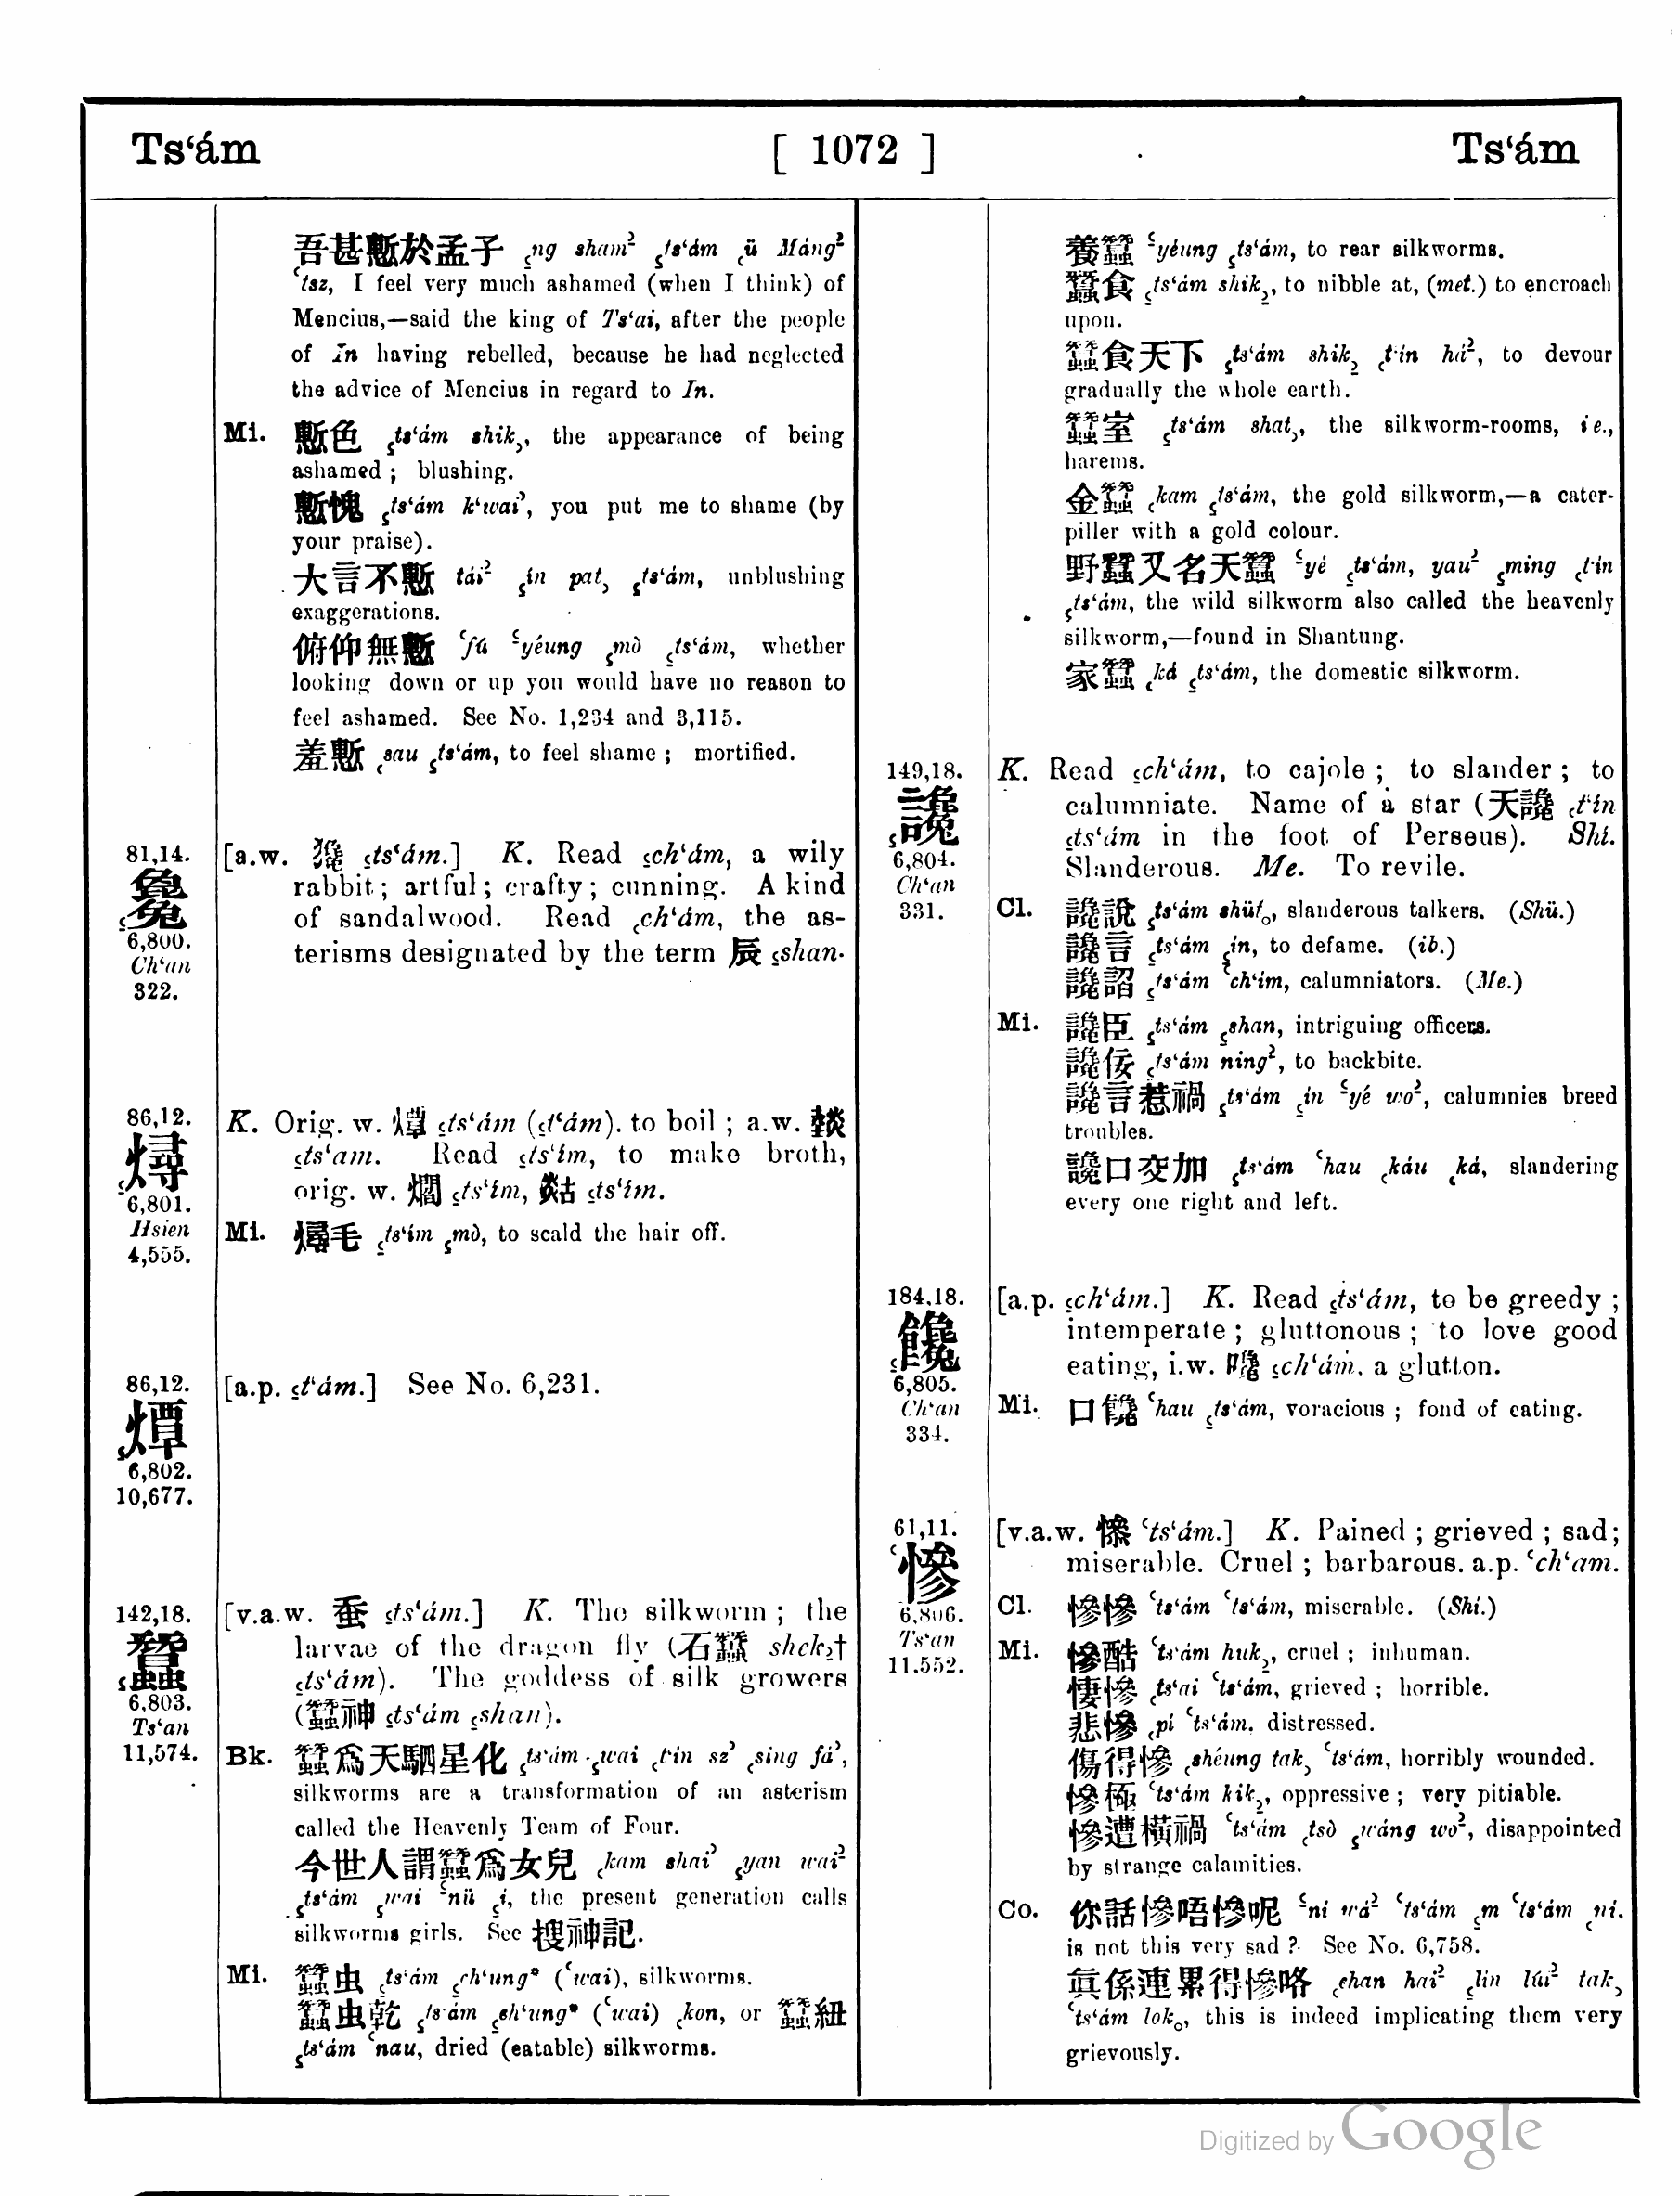 Ts‘ám [ 1072 ] Ts‘ám
吾甚慙於孟子 ꜁ng sham² ꜁ts‘ám ꜀ü Máng²
꜂tsz, I feel very much ashamed (when I think) of
Mencius,—said the king of Ts‘ai, after the people
of Ín having rebelled, because he had neglected
the advice of Mencius in regard to Ín.
Mi. 慙色 ꜁ts‘ám shik꜆, the appearance of being
ashamed ; blushing.
慙愧 ꜁ts‘ám k‘wai꜄, you put me to shame (by
your praise).
大言不慙 tái² ꜁ín pat꜆ ꜁ts‘ám, unblushing
exaggerations.
俯仰無慙 ꜂fú ꜃yéung ꜁mò ꜁ts‘ám, whether
looking down or up you would have no reason to
feel ashamed. See No. 1,234 and 3,115.
羞慙 ꜀sau ꜁ts‘ám, to feel shame ; mortified.
81,14.
毚
6,800.
Ch‘an
322.
[a.w. 㺥 ꜁ts‘ám.] K. Read ꜁ch‘ám, a wily
rabbit ; artful ; crafty ; cunning. A kind
of sandalwood. Read ꜀ch‘ám, the as-
terisms designated by the term 辰 ꜁shan.
86,12.
燖
6,801.
Hsien
4,555.
K. Orig. w. 燂 ꜁ts‘ám (꜁t‘ám). to boil ; a.w.
꜁ts‘am. Read ꜁ts‘ím, to make broth,
orig. w. 爓 ꜁ts‘ím, ꜁ts‘ím.
Mi. 燖毛 ꜁ts‘ím ꜁mò, to scald the hair off.
86,12.
燂
6,802.
10,677.
[a.p. ꜁t‘ám.] See No. 6,231.
142,18.
蠶
6,803.
Ts‘an
11,574.
[v.a.w. 蚕 ꜁ts‘ám.] K. The silkworm ; the
larvae of the dragon fly (石蠶 shek꜇†
꜁ts‘ám). The goddess of silk growers
(蠶神 ꜁ts‘ám ꜁shan).
Bk. 蠶爲天駟星化 ꜁ts‘ám ꜁wai ꜀t‘ín sz꜄ ꜀sing fá꜄,
silkworms are a transformation of an asterism
called the Heavenly Team of Four.
今世人謂蠶爲女兒 ꜀kam shai꜄ ꜁yan wai²
꜁ts‘ám ꜁wai ꜃nü ꜁í, the present generation calls
silkworms girls. See 搜神記.
Mi. 蠶虫 ꜁ts‘ám ꜁ch‘ung* (꜂wai), silkworms.
蠶虫乾 ꜁ts‘ám ꜁ch‘ung* (꜂wai) ꜀kon, or 蠶紐
꜁ts‘ám ꜂nau, dried (eatable) silkworms.
養蠶 ꜃yéung ꜁ts‘ám, to rear silkworms.
蠶食 ꜁ts‘ám shik꜇, to nibble at, (met.) to encroach
upon.
蠶食天下 ꜁ts‘ám shik꜇ ꜀t‘ín há², to devour
gradually the whole earth.
蠶室 ꜁ts‘ám shat꜆, the silkworm-rooms, i e.,
harems.
金蠶 ꜀kam ꜁ts‘ám, the gold silkworm,—a cater-
piller with a gold colour.
野蠶又名天蠶 ꜃yé ꜁ts‘ám, yau² ꜁ming ꜀t‘ín
꜁ts‘ám, the wild silkworm also called the heavenly
silkworm,—found in Shantung.
家蠶 ꜀ká ꜁ts‘ám, the domestic silkworm.
149,18.
讒
6,804.
Ch‘an
331.
K. Read ꜁ch‘ám, to cajole ; to slander ; to
calumniate. Name of a star (天讒 ꜀t‘ín
꜁ts‘ám in the foot of Perseus). Shí.
Slanderous. Me. To revile.
Cl. 讒說 ꜁ts‘ám shüt꜀, slanderous talkers. (Shü.)
讒言 ꜁ts‘ám ꜁ín, to defame. (ib.)
讒謟 ꜁ts‘ám ꜂ch‘ím, calumniators. (Me.)
Mi. 讒臣 ꜁ts‘ám ꜁shan, intriguing officers.
讒佞 ꜁ts‘ám ning², to backbite.
讒言惹禍 ꜁ts‘ám ꜁ín ꜃yé wo², calumnies breed
troubles.
讒口交加 ꜁ts‘ám ꜂hau ꜀káu ꜀ká, slandering
every one right and left.
184,18.
饞
6,805.
Ch‘an
334.
[a.p. ꜁ch‘ám.] K. Read ꜁ts‘ám, to be greedy ;
intemperate ; gluttonous ; to love good
eating, i.w. 嚵 ꜁ch‘ám. a glutton.
Mi. 口饞 ꜂hau ꜁ts‘ám, voracious ; fond of eating.
61,11.
慘
6,806.
Ts‘an
11,552.
[v.a.w. ꜂ts‘ám.] K. Pained ; grieved ; sad ;
miserable. Cruel ; barbarous. a.p. ꜂ch‘am.
Cl. 慘慘 ꜂ts‘ám ꜂ts‘ám, miserable. (Shí.)
Mi. 慘酷 ꜂ts‘ám huk꜇, cruel ; inhuman.
悽慘 ꜀ts‘ai ꜂ts‘ám, grieved ; horrible.
悲慘 ꜀pí ꜂ts‘ám. distressed.
傷得慘 ꜀shéung tak꜆ ꜂ts‘ám, horribly wounded.
慘極 ꜂ts‘ám kik꜇, oppressive ; very pitiable.
慘遭橫禍 ꜂ts‘ám ꜀tsò ꜁wáng wo², disappointed
by strange calamities.
Co. 你話慘唔慘呢 ꜃ní wá² ꜂ts‘ám ꜁m ꜂ts‘ám ꜀ní.
is not this very sad ? See No. 6,758.
眞係連累得慘咯 ꜀chan hai² ꜁lín lúi² tak꜆
꜂ts‘ám lok꜀, this is indeed implicating them very
grievously.
Digitized by Google